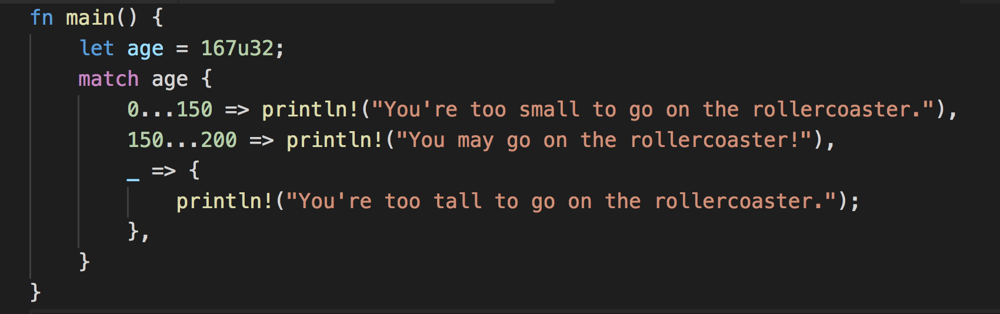 fn main() {
    let age = 167u32;
    match age {
        0...150 => println!("You're too small to go on the rollercoaster."),
        150...200 => println!("You may go on the rollercoaster!"),
        _ => {
            println!("You're too tall to go on the rollercoaster.");
        },
    }
}